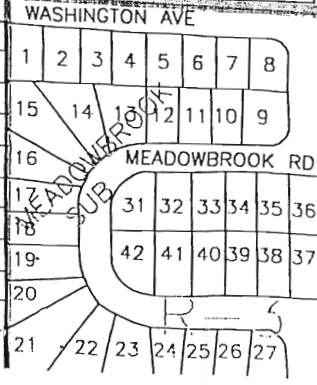 WASHINGTON AVE
1 2 3 4 5 6 7 8
15 14 13 12 11 10 9
MEADOWBROOK
SUB
16 MEADOWBROOK RD
17
31 32 33 34 35 36
18
42 41 40 39 38 37
19
20
21 22 23 24 25 26 27